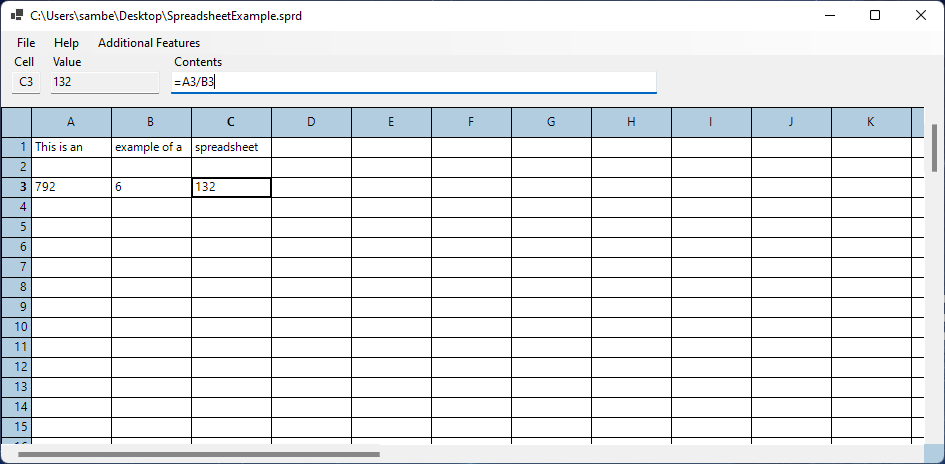 C:\Users\sambe\Desktop\SpreadsheetExample.sprd
File Help Additional Features
Cell Value Contents
C3 132 =A3/B3
A B C D E F G H I J K
1 This is an example of a spreadsheet
2
3 792 6 132
4
5
6
7
8
9
10
11
12
13
14
15